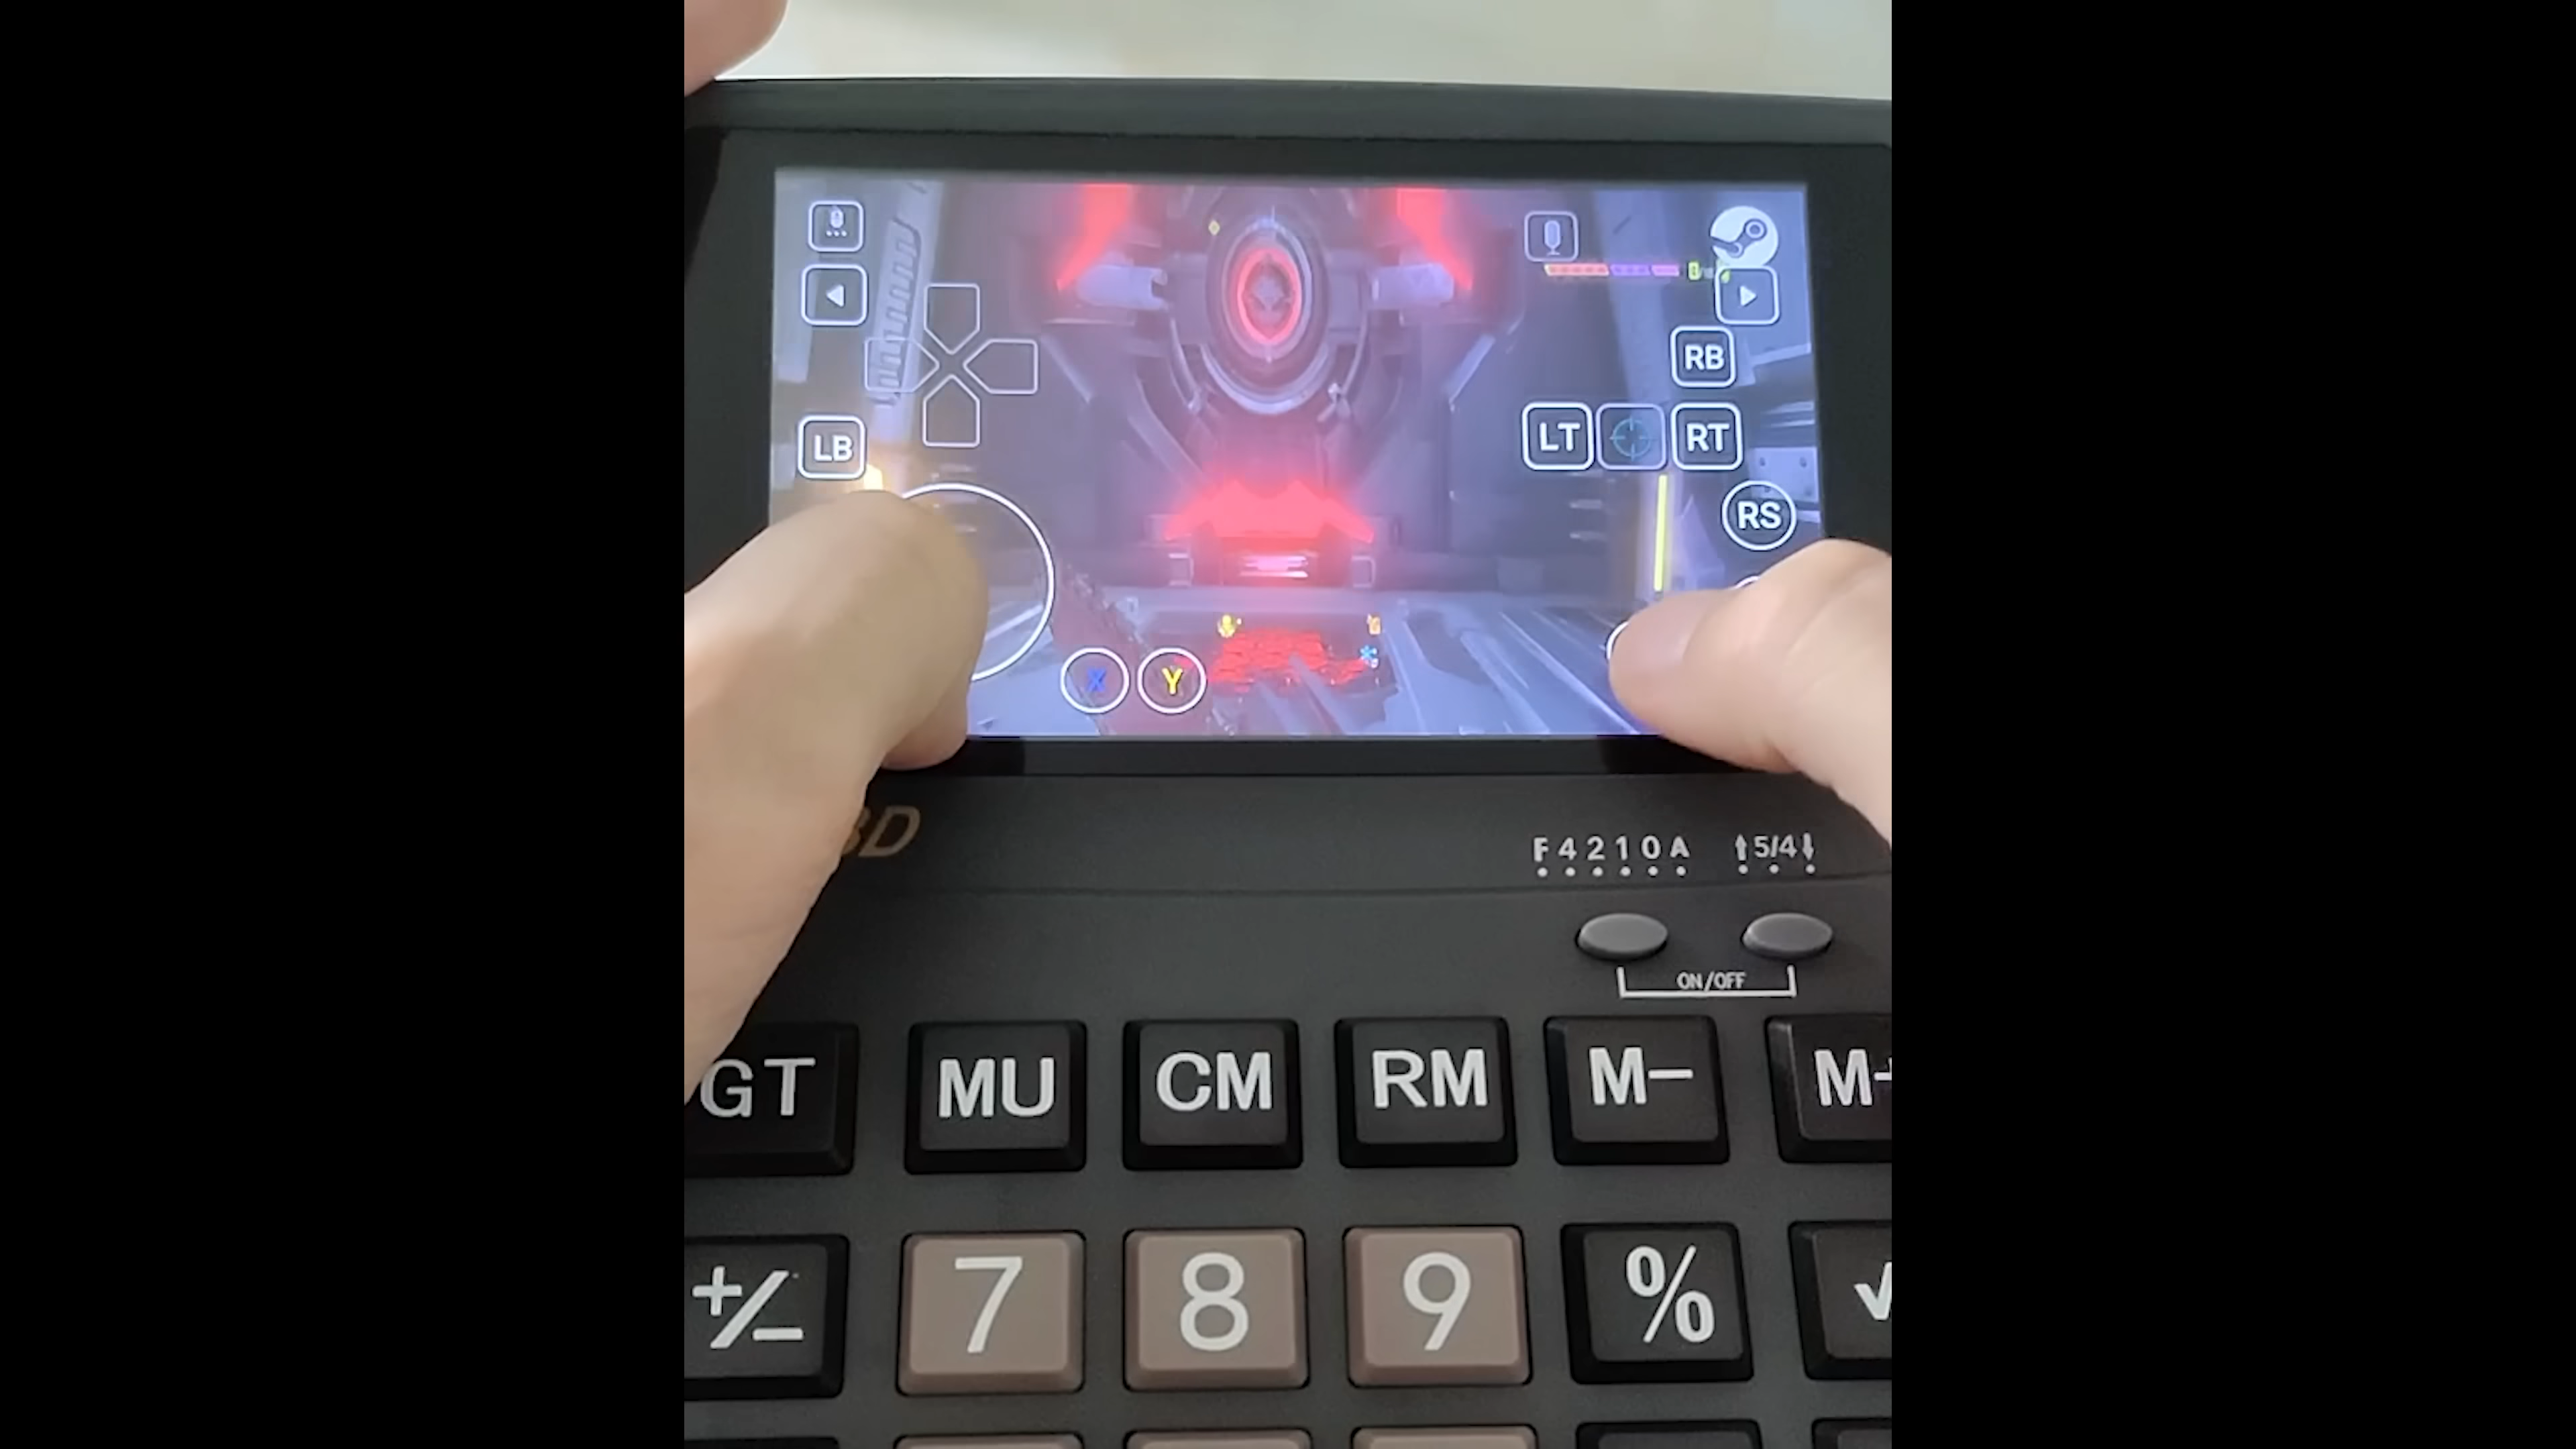 RB
LB
LT RT
RS
X Y
3D
F 4 2 1 0 A ↑ 5/4 ↓
ON/OFF
GT MU CM RM M− M+
+/− 7 8 9 % √